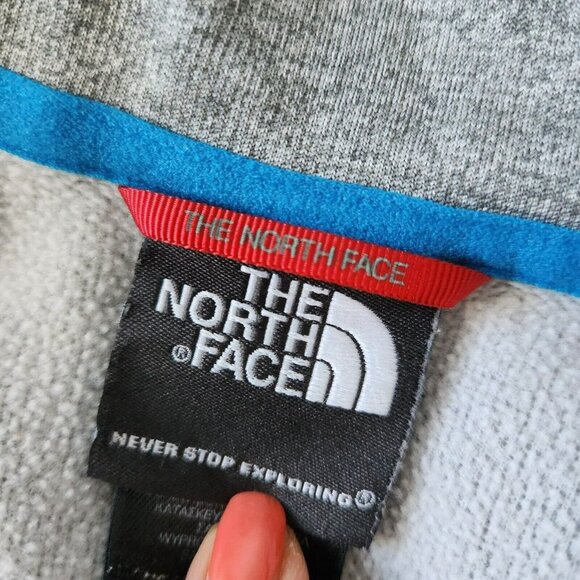 THE NORTH FACE
THE
NORTH
®FACE
NEVER STOP EXPLORING®